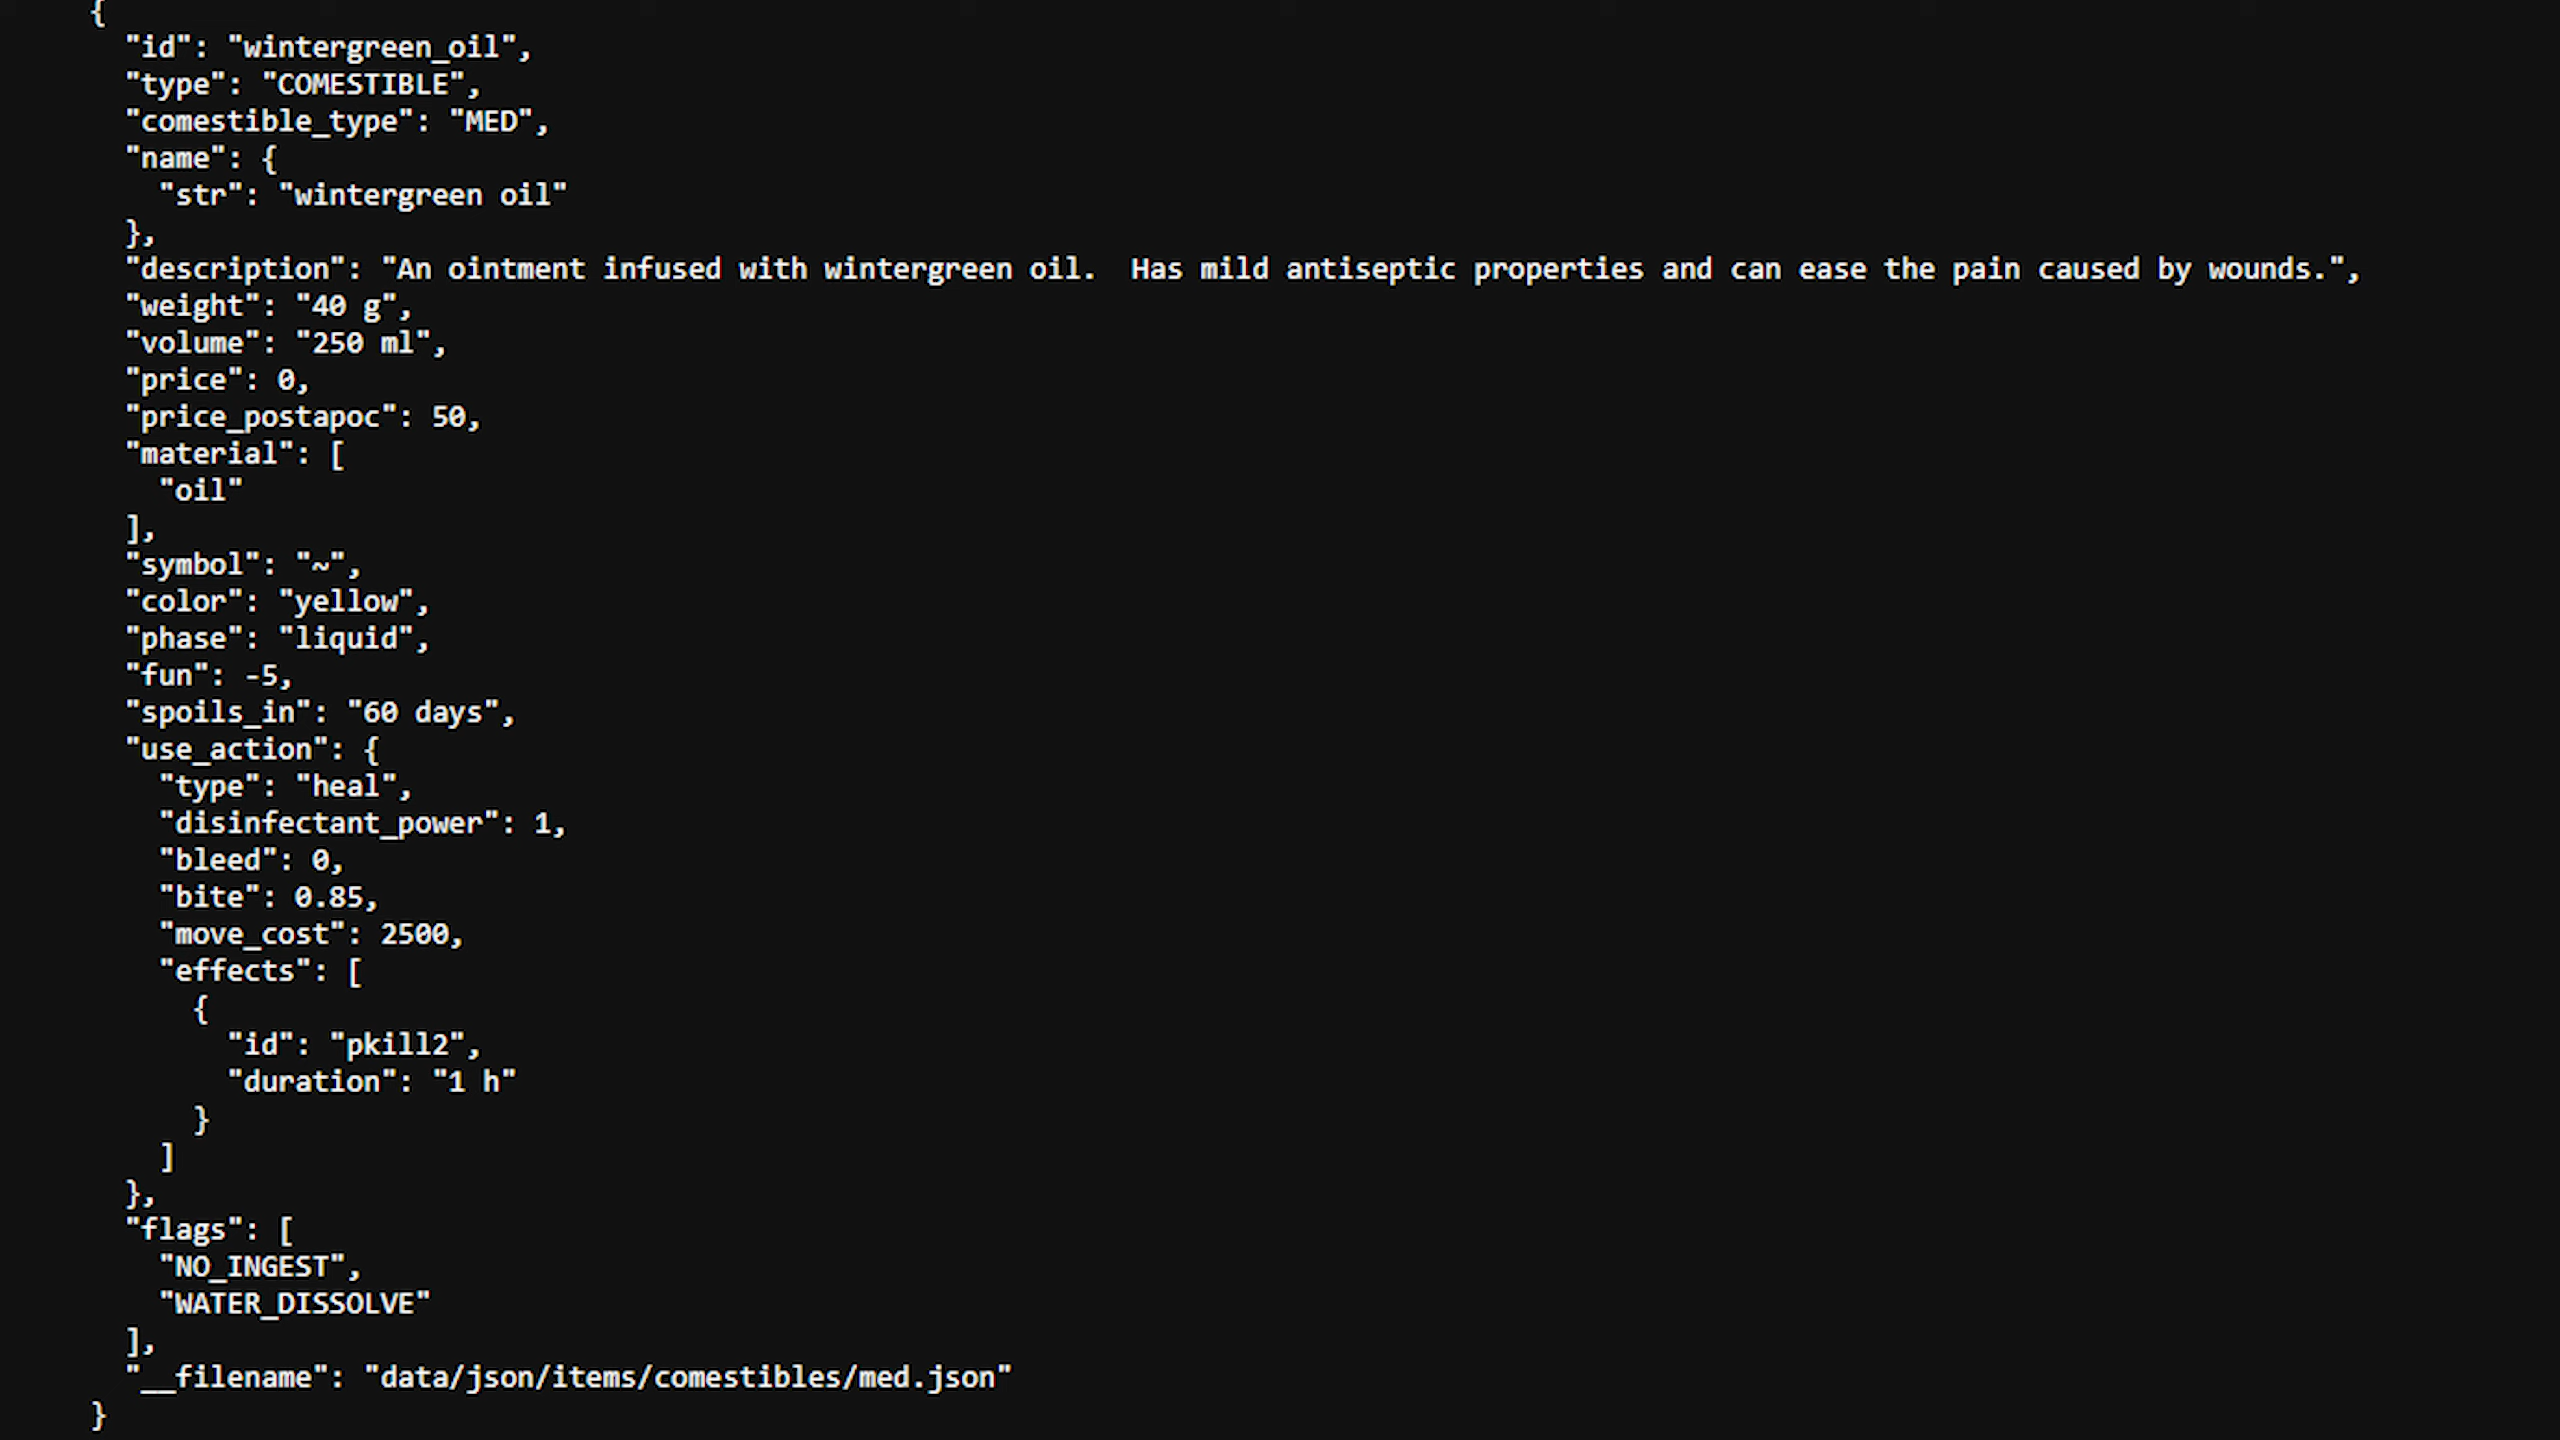 {
"id": "wintergreen_oil",
"type": "COMESTIBLE",
"comestible_type": "MED",
"name": {
"str": "wintergreen oil"
},
"description": "An ointment infused with wintergreen oil.  Has mild antiseptic properties and can ease the pain caused by wounds.",
"weight": "40 g",
"volume": "250 ml",
"price": 0,
"price_postapoc": 50,
"material": [
"oil"
],
"symbol": "~",
"color": "yellow",
"phase": "liquid",
"fun": -5,
"spoils_in": "60 days",
"use_action": {
"type": "heal",
"disinfectant_power": 1,
"bleed": 0,
"bite": 0.85,
"move_cost": 2500,
"effects": [
{
"id": "pkill2",
"duration": "1 h"
}
]
},
"flags": [
"NO_INGEST",
"WATER_DISSOLVE"
],
"__filename": "data/json/items/comestibles/med.json"
}